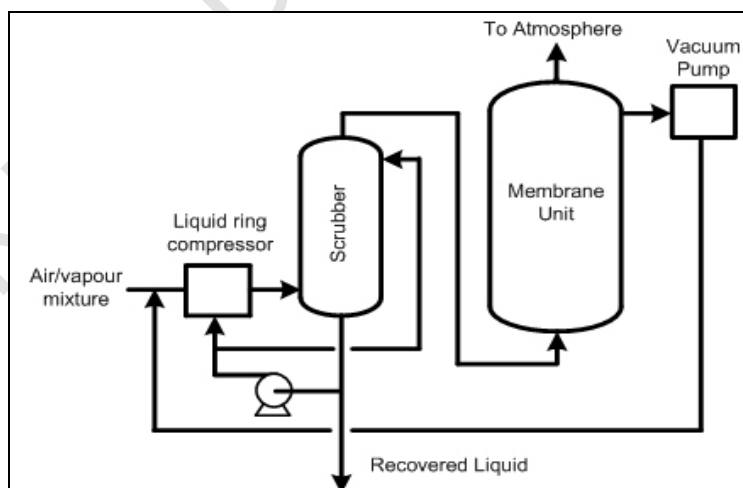 To Atmosphere
Vacuum
Pump
Membrane
Unit
Scrubber
Liquid ring
compressor
Air/vapour
mixture
Recovered Liquid